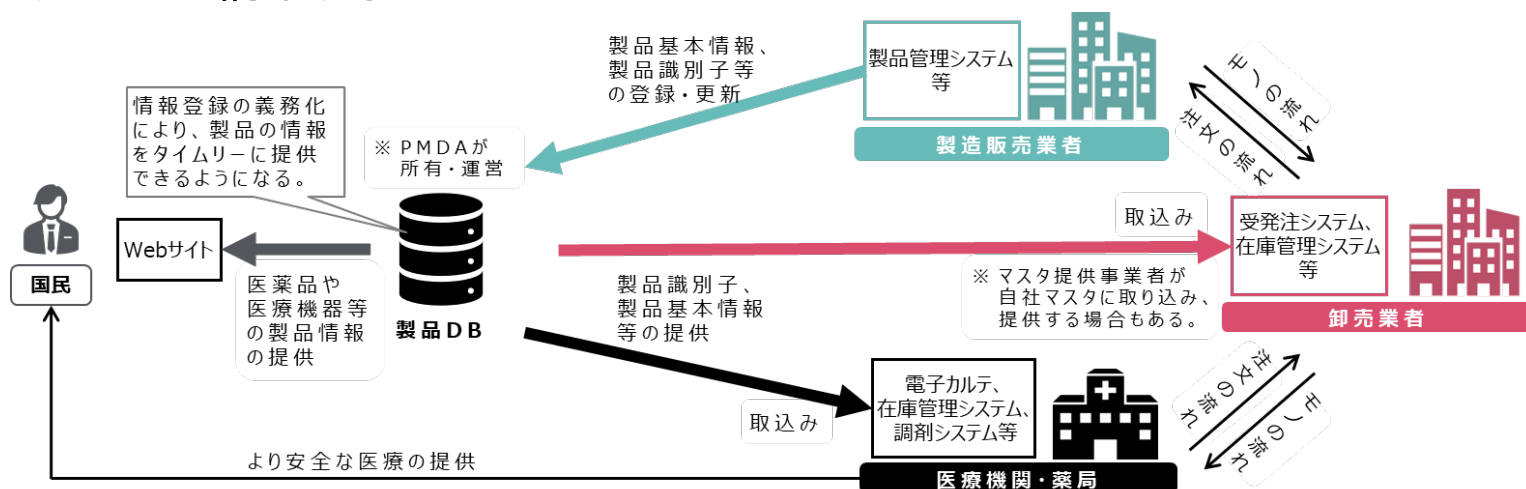 製品基本情報、
製品識別子等
の登録・更新
製品管理システム
等
製造販売業者
モノの流れ
注文の流れ
情報登録の義務化
により、製品の情報
をタイムリーに提供
できるようになる。
※ PMDAが
所有・運営
国民
Webサイト
医薬品や
医療機器等
の製品情報
の提供
製品DB
製品識別子、
製品基本情報
等の提供
取込み
※ マスタ提供事業者が
自社マスタに取り込み、
提供する場合もある。
受発注システム、
在庫管理システム
等
卸売業者
取込み
電子カルテ、
在庫管理システム、
調剤システム等
医療機関・薬局
注文の流れ
モノの流れ
より安全な医療の提供